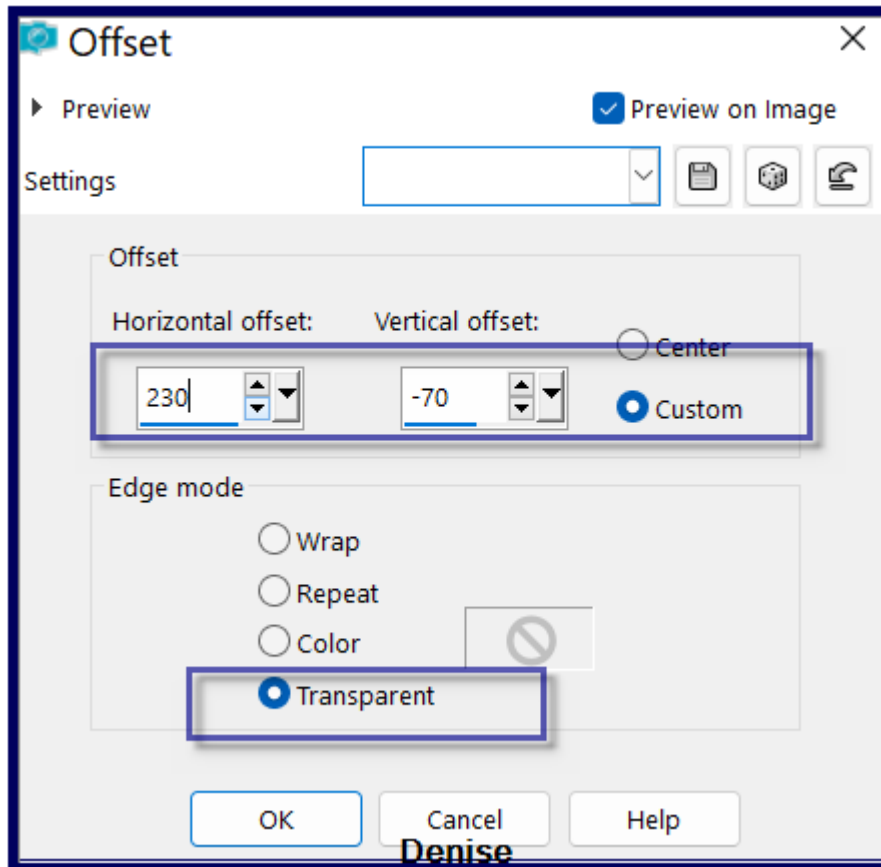 Offset
Preview
Preview on Image
Settings
Offset
Horizontal offset:
Vertical offset:
Center
230
-70
Custom
Edge mode
Wrap
Repeat
Color
Transparent
OK
Cancel
Help
Denise